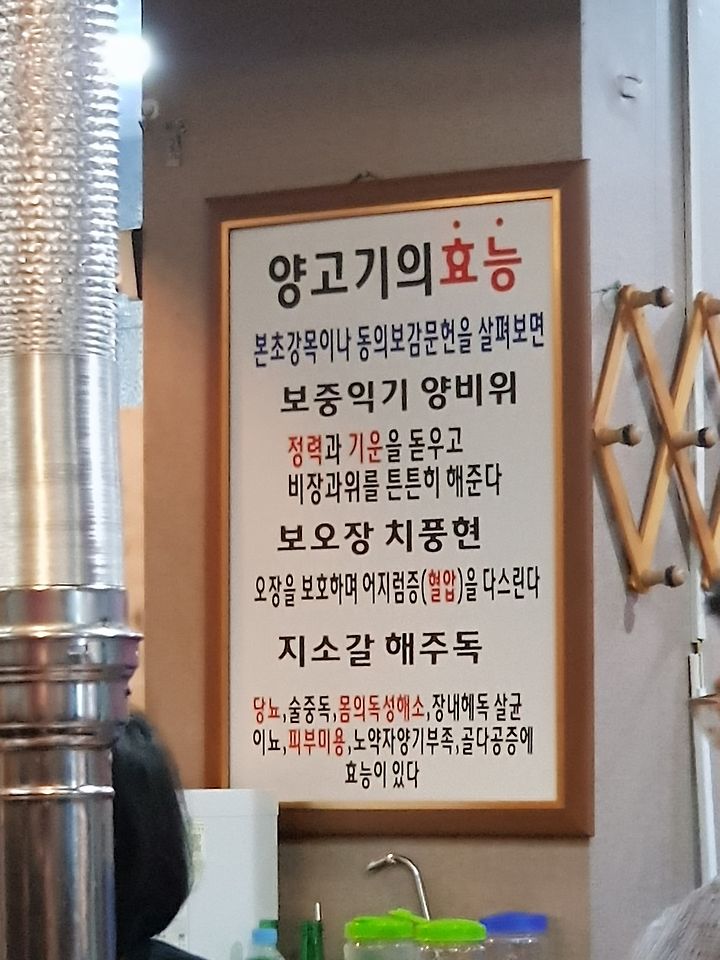 양고기의효능
본초강목이나 동의보감문헌을 살펴보면
보중익기 양비위
정력과 기운을 돋우고
비장과위를 튼튼히 해준다
보오장 치풍현
오장을 보호하며 어지럼증(혈압)을 다스린다
지소갈 해주독
당뇨,술중독,몸의독성해소,장내해독 살균
이뇨,피부미용,노약자양기부족,골다공증에
효능이 있다